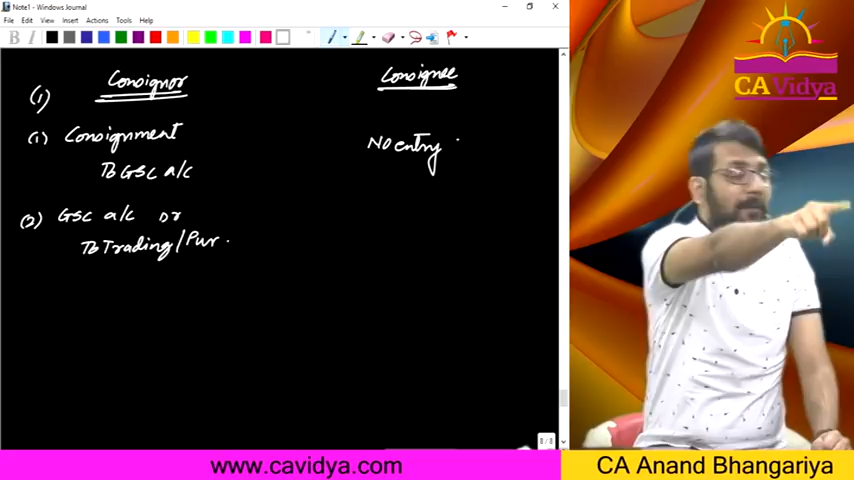 Note1 - Windows Journal
File Edit View Insert Actions Tools Help
B I
Consignor
Consignee
(1)
(1) Consignment
To GSC a/c
No entry
(2) GSC a/c Dr
To Trading/Pur.
8/8
CA Vidya
www.cavidya.com
CA Anand Bhangariya